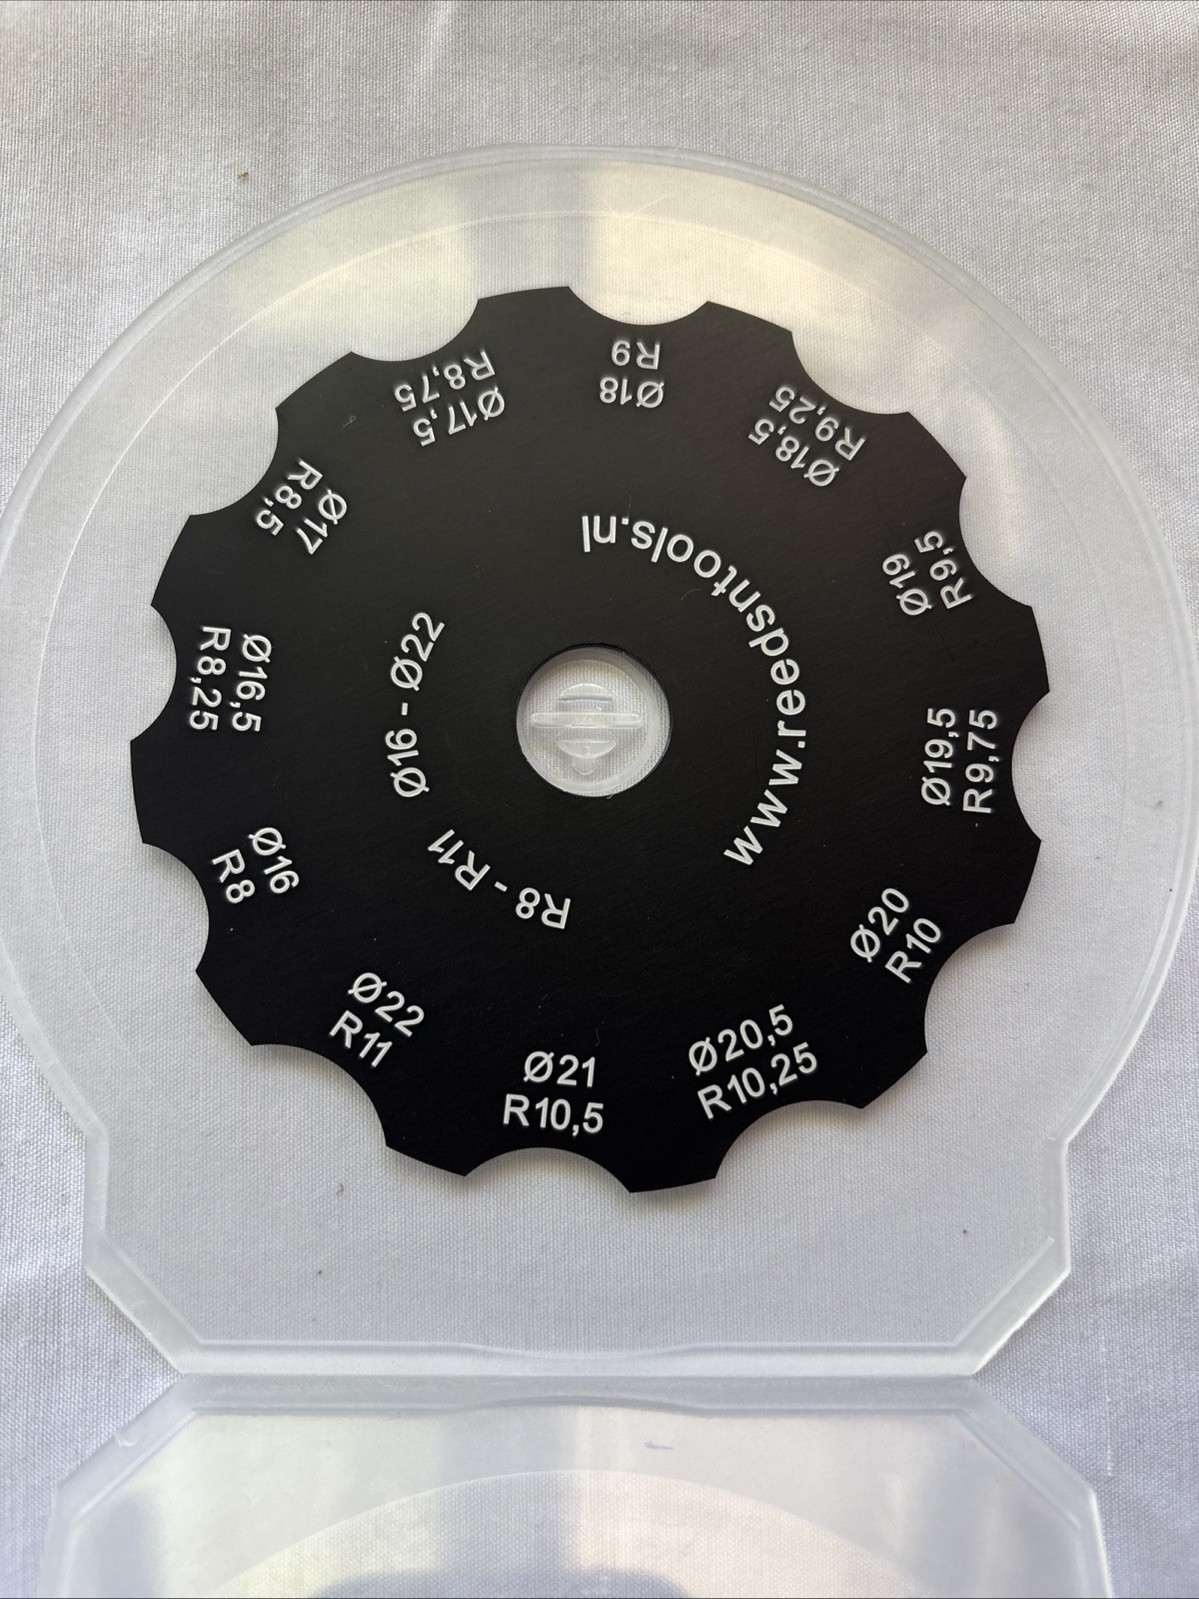 www.reedsntools.nl
Ø16 - Ø22
R8 - R11
Ø16
R8
Ø16,5
R8,25
Ø17
R8,5
Ø17,5
R8,75
Ø18
R9
Ø18,5
R9,25
Ø19
R9,5
Ø19,5
R9,75
Ø20
R10
Ø20,5
R10,25
Ø21
R10,5
Ø22
R11